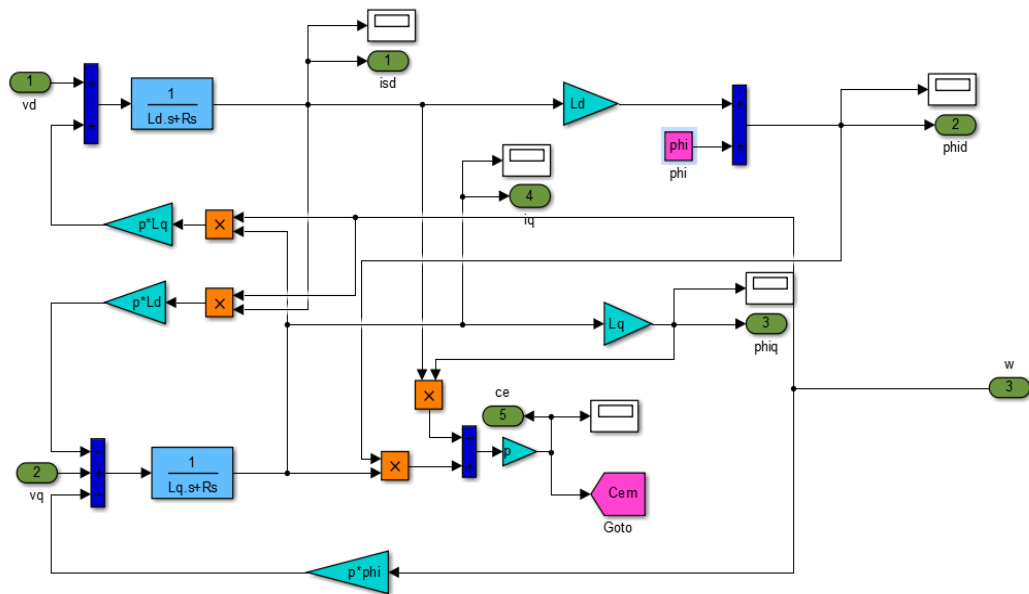 1
isd
1
vd
+
+
1
Ld.s+Rs
Ld
phi
phi
+
+
2
phid
4
iq
p*Lq
×
p*Ld
×
Lq
3
phiq
w
3
×
ce
5
2
vq
−
+
−
1
Lq.s+Rs
×
−
+
p
Cem
Goto
p*phi